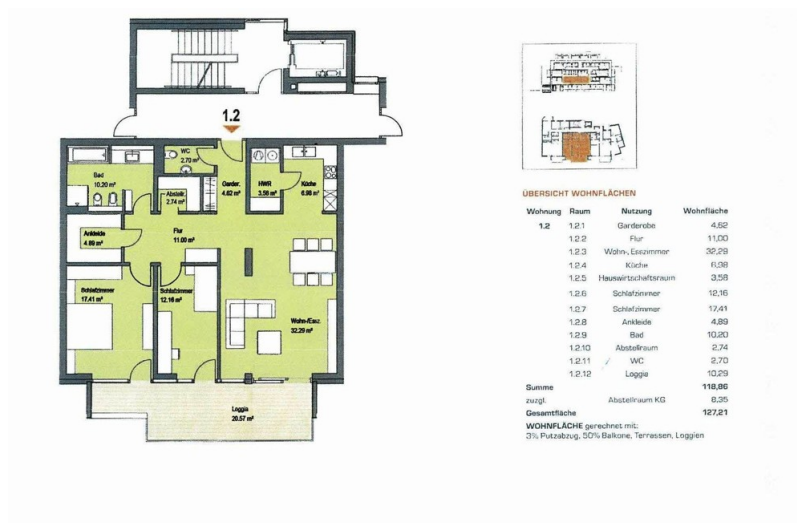 1.2
WC
2.70 m²
Bad
10.20 m²
Abstellr.
2.74 m²
Garder.
4.62 m²
HWR
3.58 m²
Küche
6.98 m²
Ankleide
4.89 m²
Flur
11.00 m²
Schlafzimmer
17.41 m²
Schlafzimmer
12.16 m²
Wohn-/Essz.
32.29 m²
Loggia
20.57 m²
ÜBERSICHT WOHNFLÄCHEN
Wohnung Raum Nutzung Wohnfläche
1.2 1.2.1 Garderobe 4,62
1.2.2 Flur 11,00
1.2.3 Wohn-, Esszimmer 32,29
1.2.4 Küche 6,98
1.2.5 Hauswirtschaftsraum 3,58
1.2.6 Schlafzimmer 12,16
1.2.7 Schlafzimmer 17,41
1.2.8 Ankleide 4,89
1.2.9 Bad 10,20
1.2.10 Abstellraum 2,74
1.2.11 WC 2,70
1.2.12 Loggia 10,29
Summe 118,86
zuzgl. Abstellraum KG 8,35
Gesamtfläche 127,21
WOHNFLÄCHE gerechnet mit:
3% Putzabzug, 50% Balkone, Terrassen, Loggien